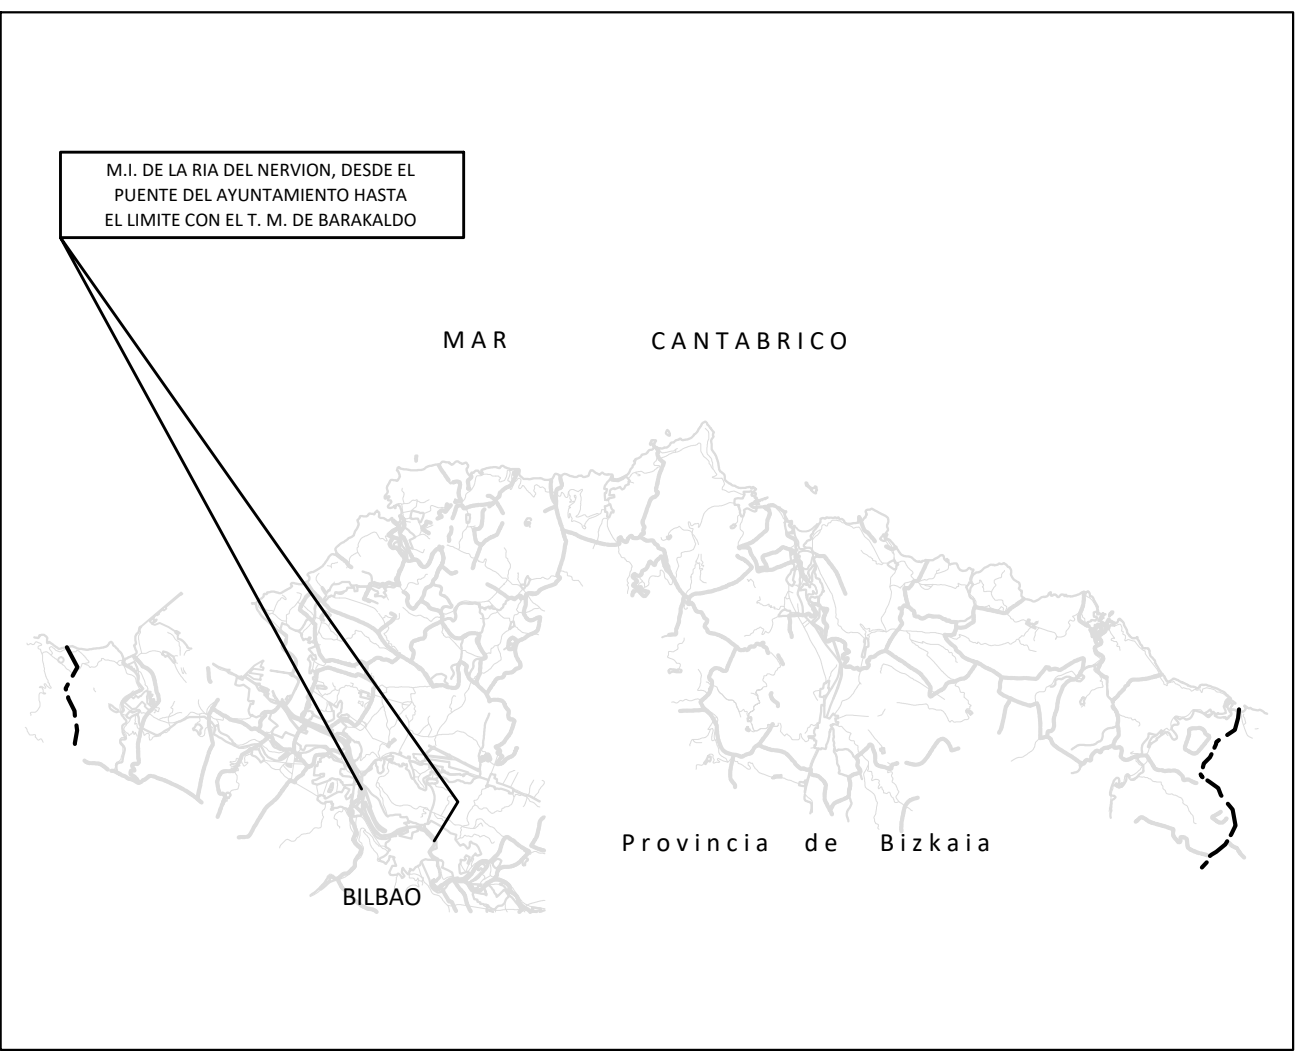 M.I. DE LA RIA DEL NERVION, DESDE EL
PUENTE DEL AYUNTAMIENTO HASTA
EL LIMITE CON EL T. M. DE BARAKALDO
MAR CANTABRICO
Provincia de Bizkaia
BILBAO